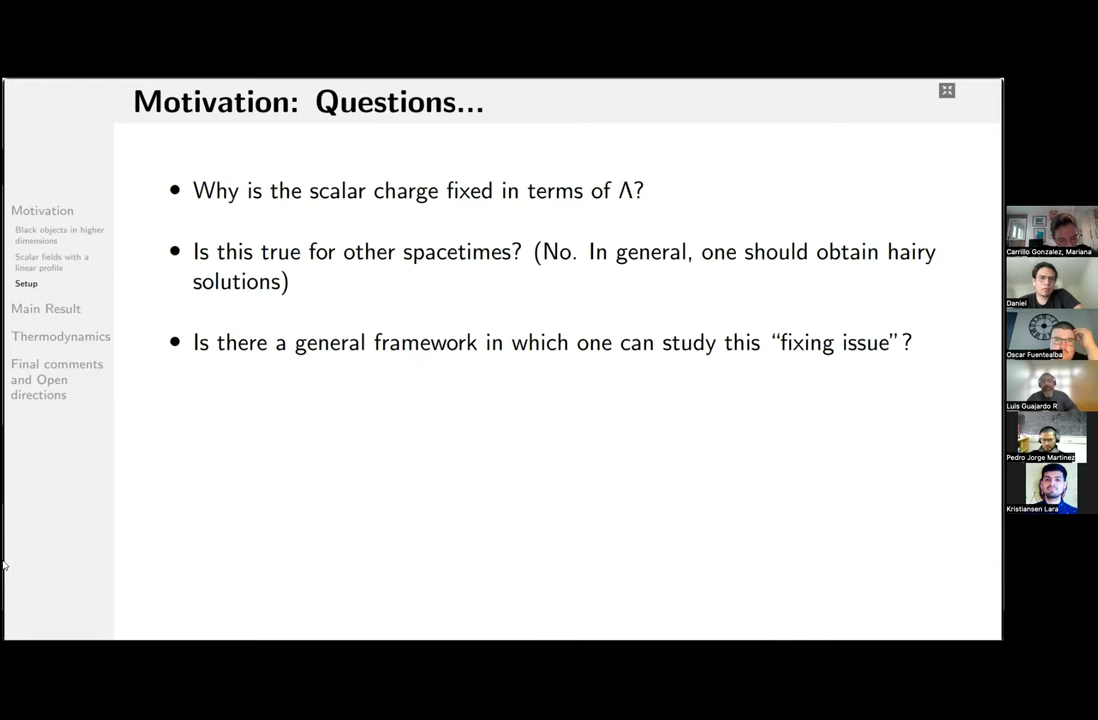 Motivation: Questions...
Motivation
Black objects in higher
dimensions
Scalar fields with a
linear profile
Setup
Main Result
Thermodynamics
Final comments
and Open
directions
• Why is the scalar charge fixed in terms of Λ?
• Is this true for other spacetimes? (No. In general, one should obtain hairy
solutions)
• Is there a general framework in which one can study this “fixing issue”?
Carrillo Gonzalez, Mariana
Daniel
Oscar Fuentealba
Luis Guajardo R
Pedro Jorge Martinez
Kristiansen Lara